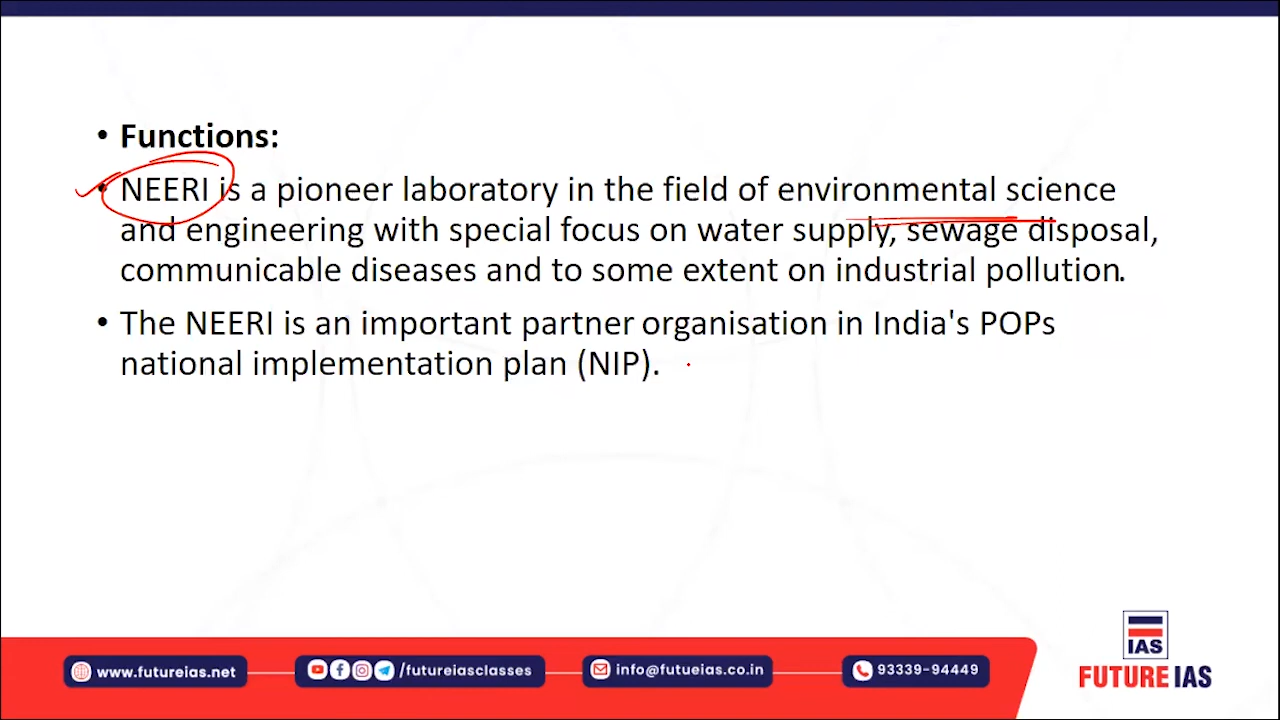 • Functions:
• NEERI is a pioneer laboratory in the field of environmental science
and engineering with special focus on water supply, sewage disposal,
communicable diseases and to some extent on industrial pollution.
• The NEERI is an important partner organisation in India's POPs
national implementation plan (NIP).
IAS
FUTURE IAS
www.futureias.net
/futureiasclasses
info@futueias.co.in
93339-94449